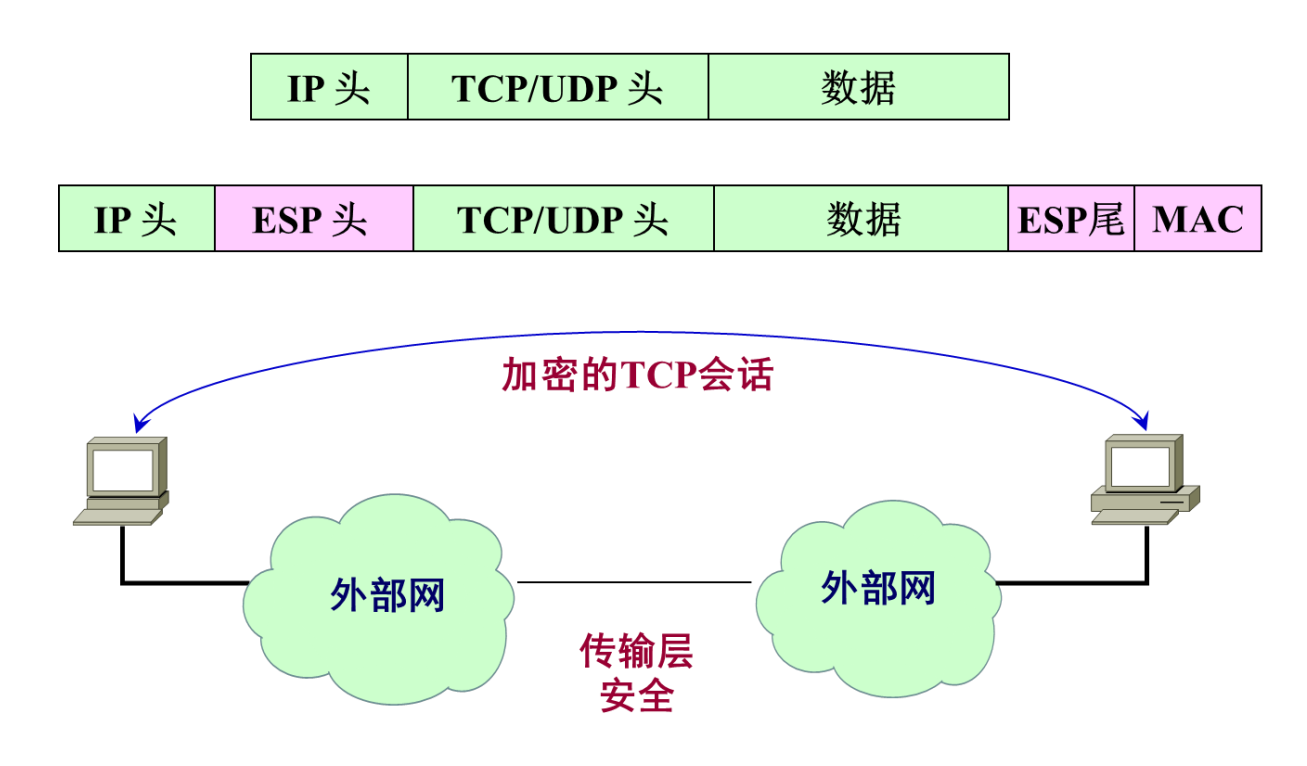 IP 头 TCP/UDP 头 数据
IP 头 ESP 头 TCP/UDP 头 数据 ESP尾 MAC
加密的TCP会话
外部网 外部网
传输层
安全